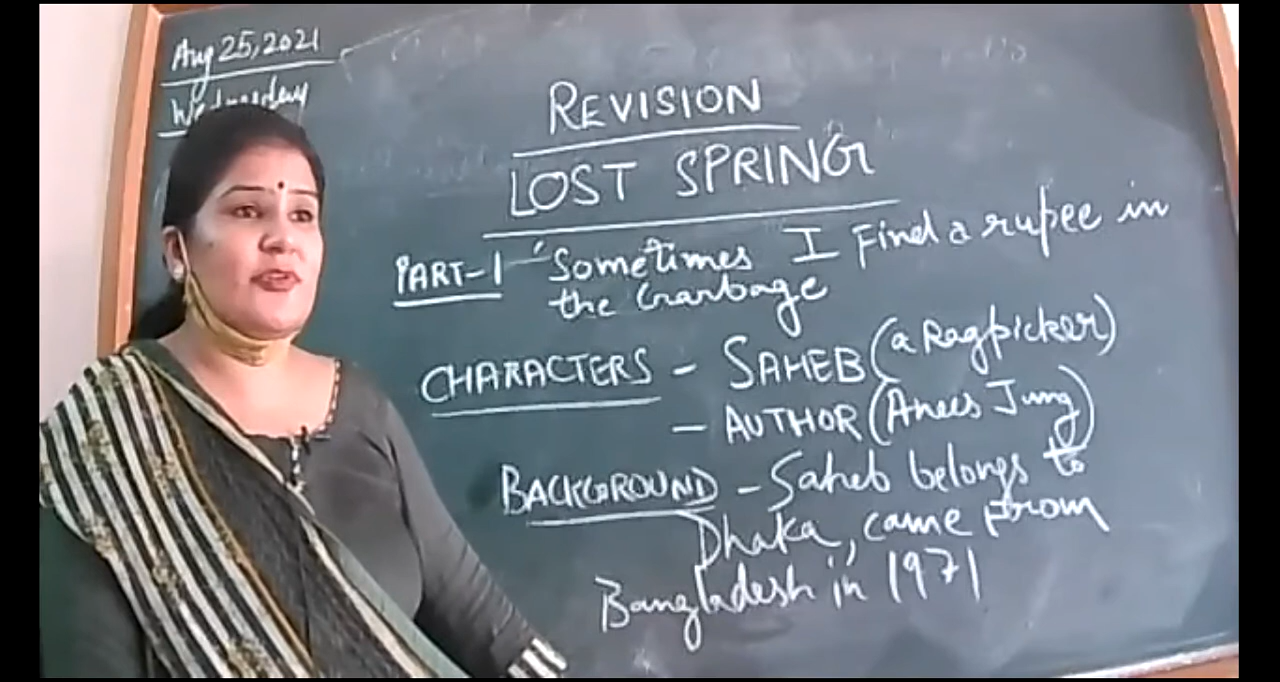 Aug 25, 2021
Wednesday
REVISION
LOST SPRING
PART-1 - 'Sometimes I Find a rupee in
the Garbage
CHARACTERS - SAHEB (a Ragpicker)
- AUTHOR (Anees Jung)
BACKGROUND - Saheb belongs to
Dhaka, came From
Bangladesh in 1971